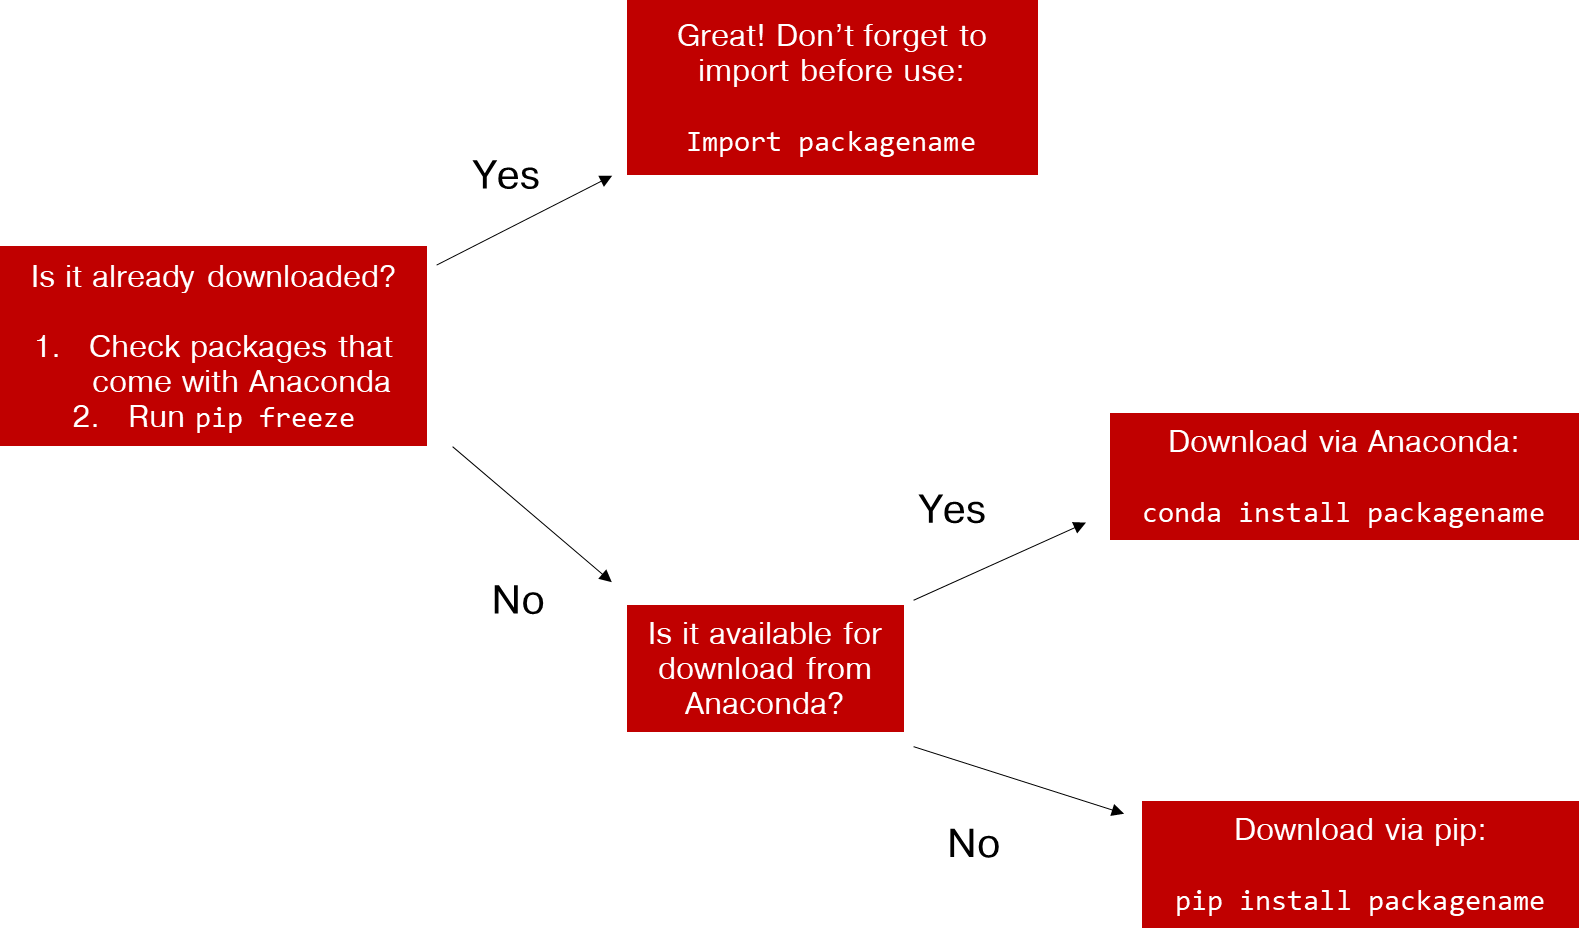 Great! Don’t forget to
import before use:
Import packagename
Yes
Is it already downloaded?
1. Check packages that
come with Anaconda
2. Run pip freeze
Download via Anaconda:
conda install packagename
Yes
No
Is it available for
download from
Anaconda?
Download via pip:
No
pip install packagename